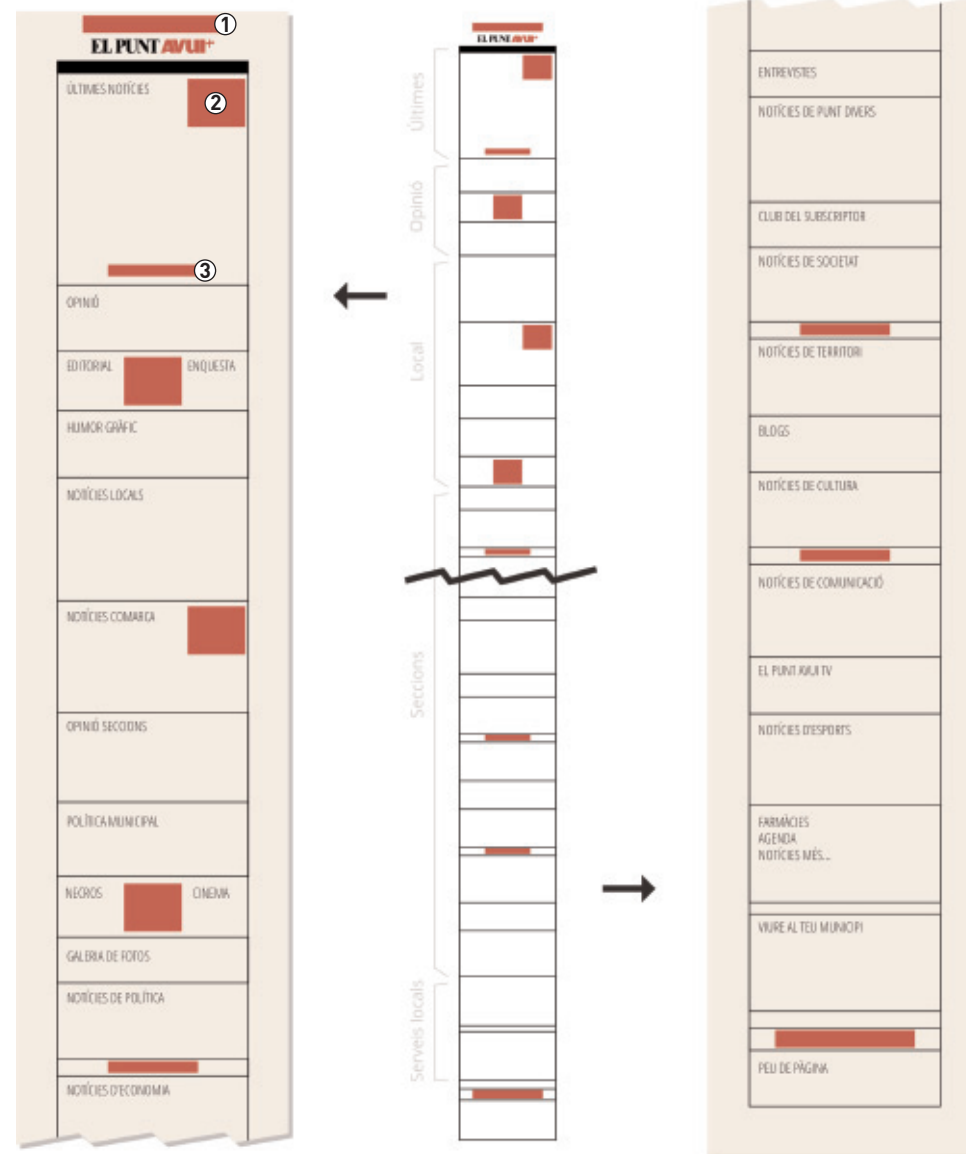 ①
EL PUNT AVUI+
ÚLTIMES NOTÍCIES
②
③
OPINIÓ
EDITORIAL
ENQUESTA
HUMOR GRÀFIC
NOTÍCIES LOCALS
NOTÍCIES COMARCA
OPINIÓ SECCIONS
POLÍTICA MUNICIPAL
NECROS
CINEMA
GALERIA DE FOTOS
NOTÍCIES DE POLÍTICA
NOTÍCIES D'ECONOMIA
EL PUNT AVUI+
Últimes
Opinió
Local
Seccions
Serveis locals
ENTREVISTES
NOTÍCIES DE PUNT DIVERS
CLUB DEL SUBSCRIPTOR
NOTÍCIES DE SOCIETAT
NOTÍCIES DE TERRITORI
BLOGS
NOTÍCIES DE CULTURA
NOTÍCIES DE COMUNICACIÓ
EL PUNT AVUI TV
NOTÍCIES D'ESPORTS
FARMÀCIES
AGENDA
NOTÍCIES MÉS...
VIURE AL TEU MUNICIPI
PEU DE PÀGINA